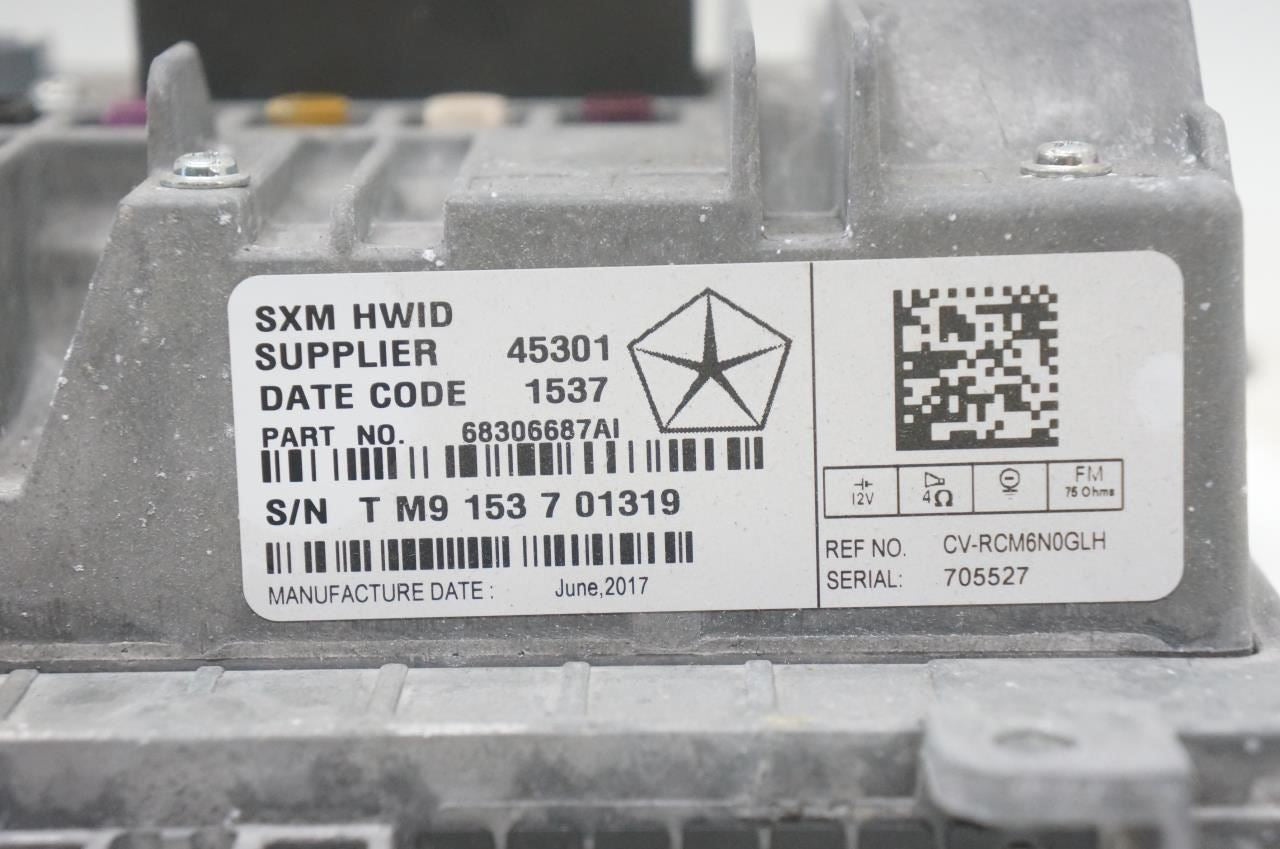 SXM HWID
SUPPLIER 45301
DATE CODE 1537
PART NO. 68306687AI
S/N T M9 153 7 01319
MANUFACTURE DATE : June,2017
12V
4Ω
FM
75 Ohms
REF NO. CV-RCM6N0GLH
SERIAL: 705527